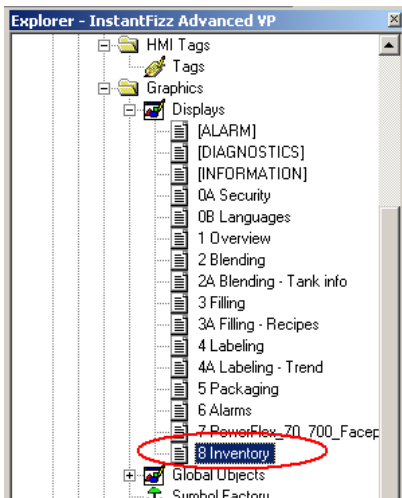 Explorer - InstantFizz Advanced VP
HMI Tags
Tags
Graphics
Displays
[ALARM]
[DIAGNOSTICS]
[INFORMATION]
0A Security
0B Languages
1 Overview
2 Blending
2A Blending - Tank info
3 Filling
3A Filling - Recipes
4 Labeling
4A Labeling - Trend
5 Packaging
6 Alarms
7 PowerFlex_70_700_Facep
8 Inventory
Global Objects
Symbol Factory